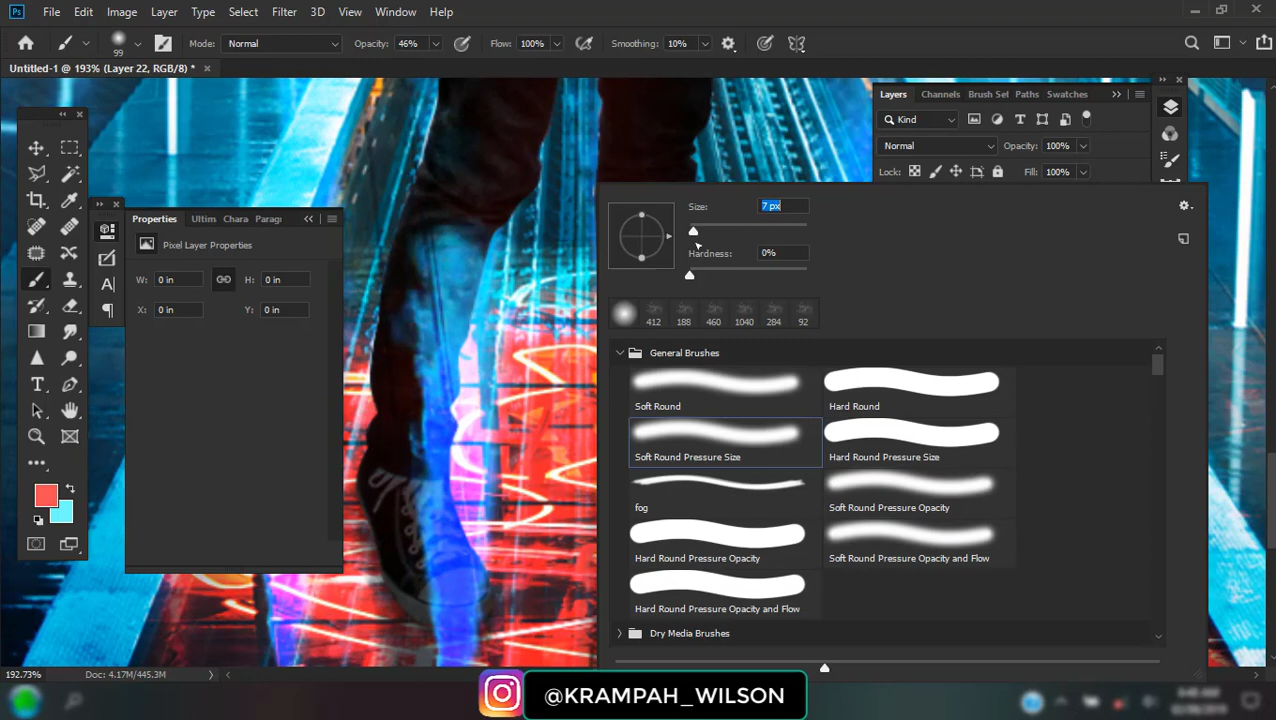 Ps File Edit Image Layer Type Select Filter 3D View Window Help
99 Mode: Normal Opacity: 46% Flow: 100% Smoothing: 10%
Untitled-1 @ 193% (Layer 22, RGB/8) * ×
Layers Channels Brush Set Paths Swatches
Kind
Normal Opacity: 100%
Lock: Fill: 100%
Properties Ultim Chara Paragi
Pixel Layer Properties
W: 0 in H: 0 in
X: 0 in Y: 0 in
Size: 7 px
Hardness: 0%
412 188 460 1040 284 92
General Brushes
Soft Round Hard Round
Soft Round Pressure Size Hard Round Pressure Size
fog Soft Round Pressure Opacity
Hard Round Pressure Opacity Soft Round Pressure Opacity and Flow
Hard Round Pressure Opacity and Flow
Dry Media Brushes
192.73% Doc: 4.17M/445.3M
@KRAMPAH_WILSON